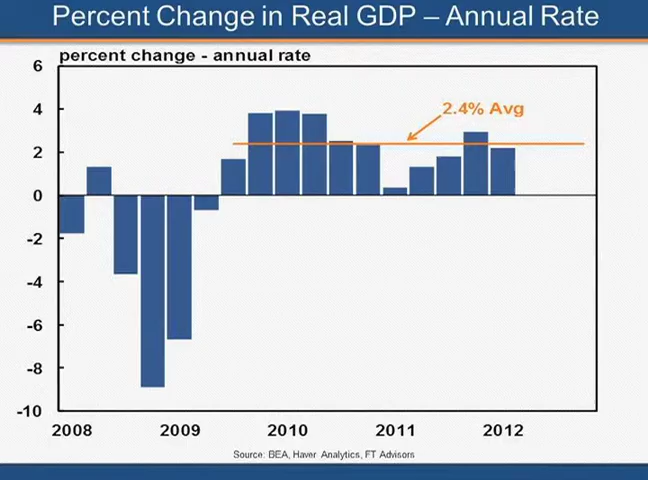 Percent Change in Real GDP – Annual Rate
percent change - annual rate
6
4
2.4% Avg
2
0
-2
-4
-6
-8
-10
2008 2009 2010 2011 2012
Source: BEA, Haver Analytics, FT Advisors